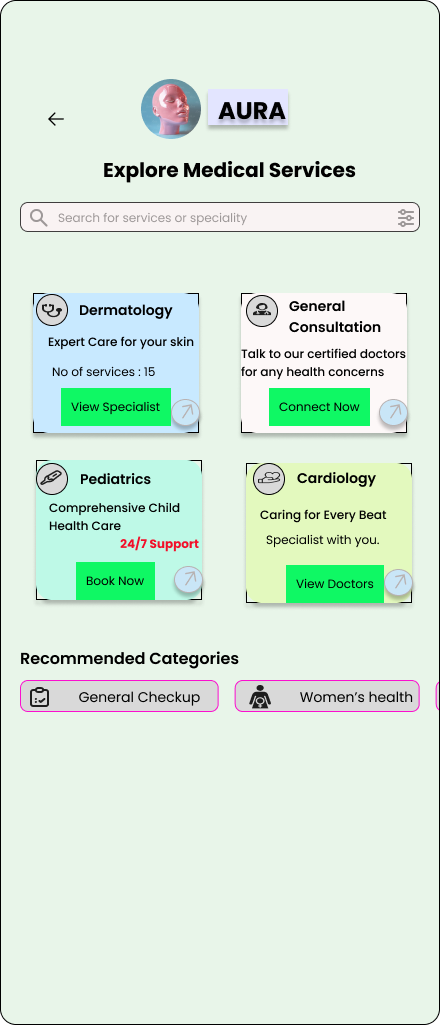 AURA
Explore Medical Services
Search for services or speciality
Dermatology
Expert Care for your skin
No of services : 15
View Specialist
General
Consultation
Talk to our certified doctors
for any health concerns
Connect Now
Pediatrics
Comprehensive Child
Health Care
24/7 Support
Book Now
Cardiology
Caring for Every Beat
Specialist with you.
View Doctors
Recommended Categories
General Checkup
Women’s health